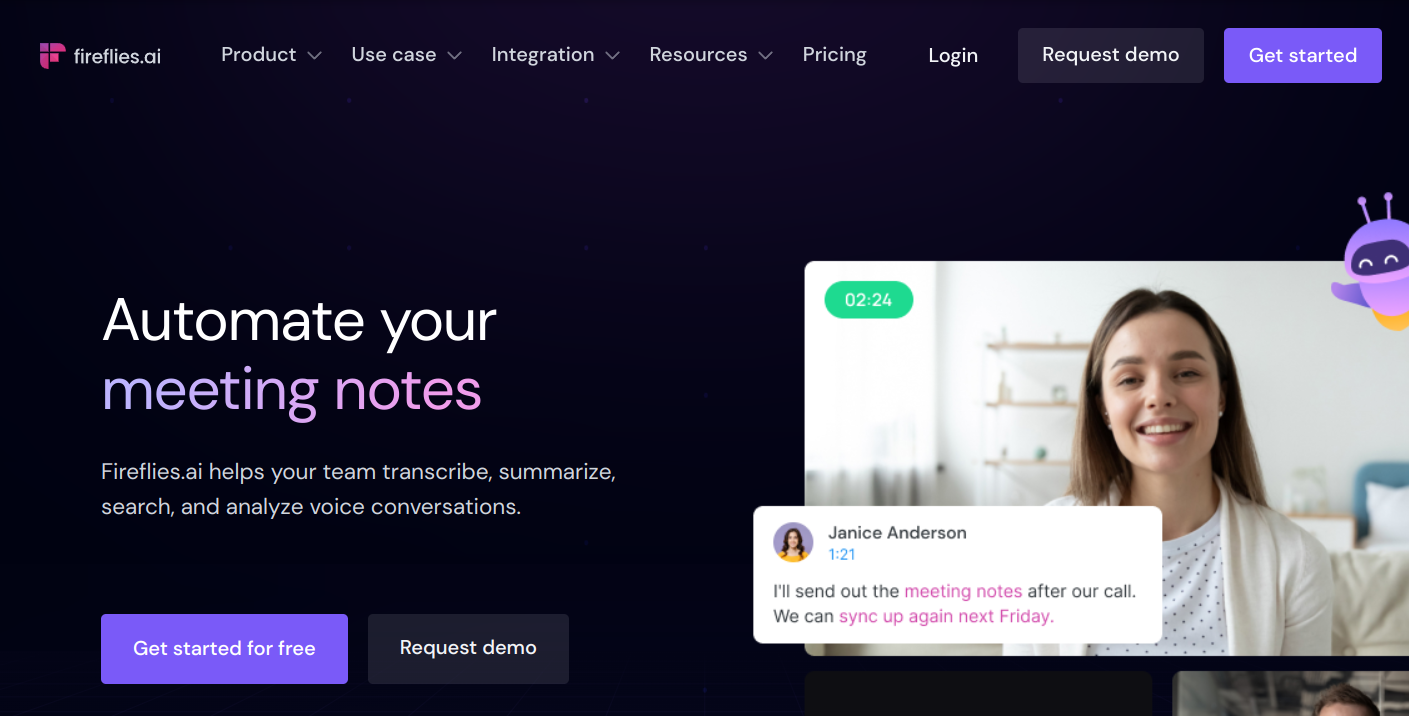 fireflies.ai
Product
Use case
Integration
Resources
Pricing
Login
Request demo
Get started
Automate your
meeting notes
Fireflies.ai helps your team transcribe, summarize,
search, and analyze voice conversations.
Get started for free
Request demo
02:24
Janice Anderson
1:21
I'll send out the meeting notes after our call.
We can sync up again next Friday.